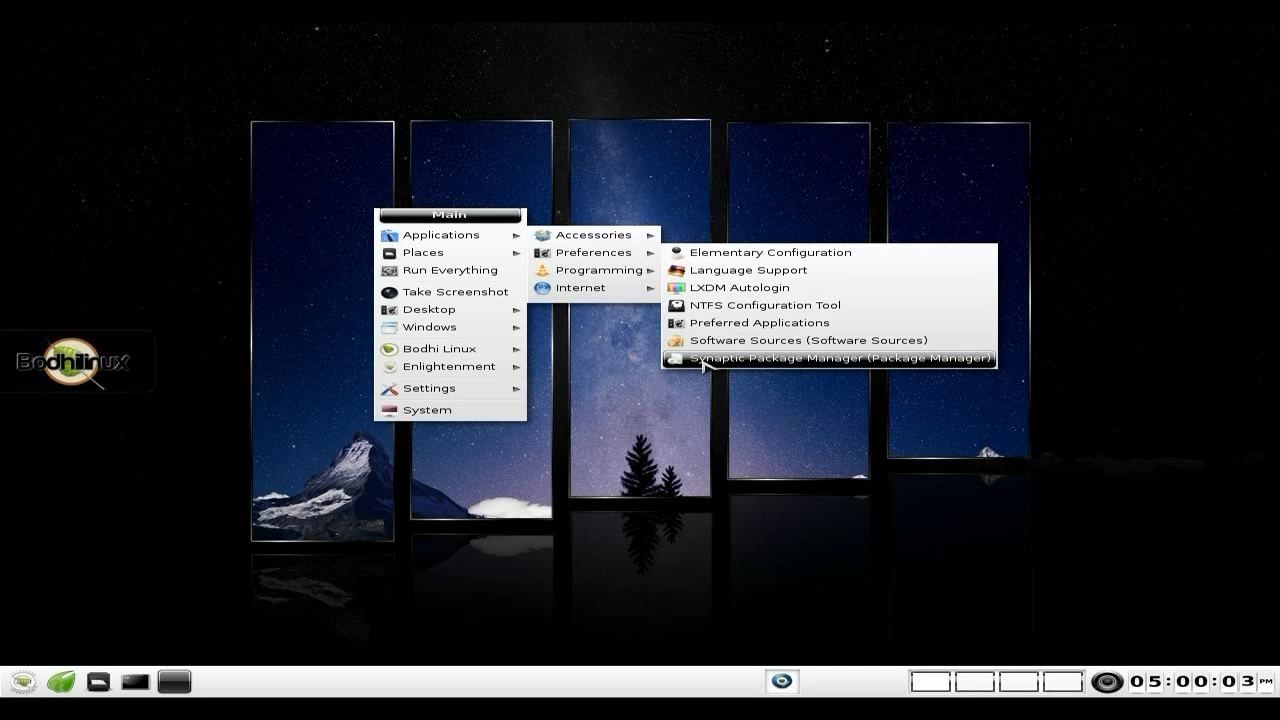 Main
Applications
Places
Run Everything
Take Screenshot
Desktop
Windows
Bodhi Linux
Enlightenment
Settings
System
Accessories
Preferences
Programming
Internet
Elementary Configuration
Language Support
LXDM Autologin
NTFS Configuration Tool
Preferred Applications
Software Sources (Software Sources)
Synaptic Package Manager (Package Manager)
Bodhilinux
05:00:03 PM